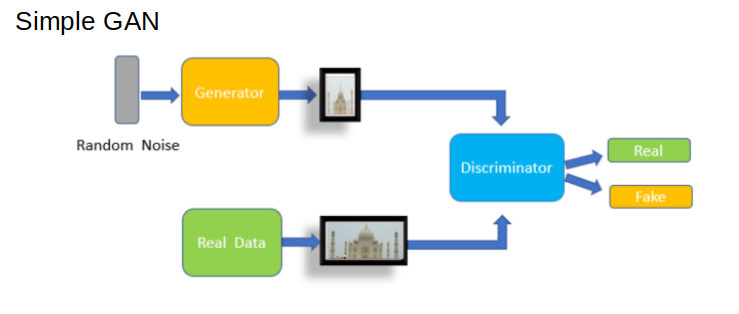 Simple GAN
Generator
Random Noise
Real
Discriminator
Fake
Real Data